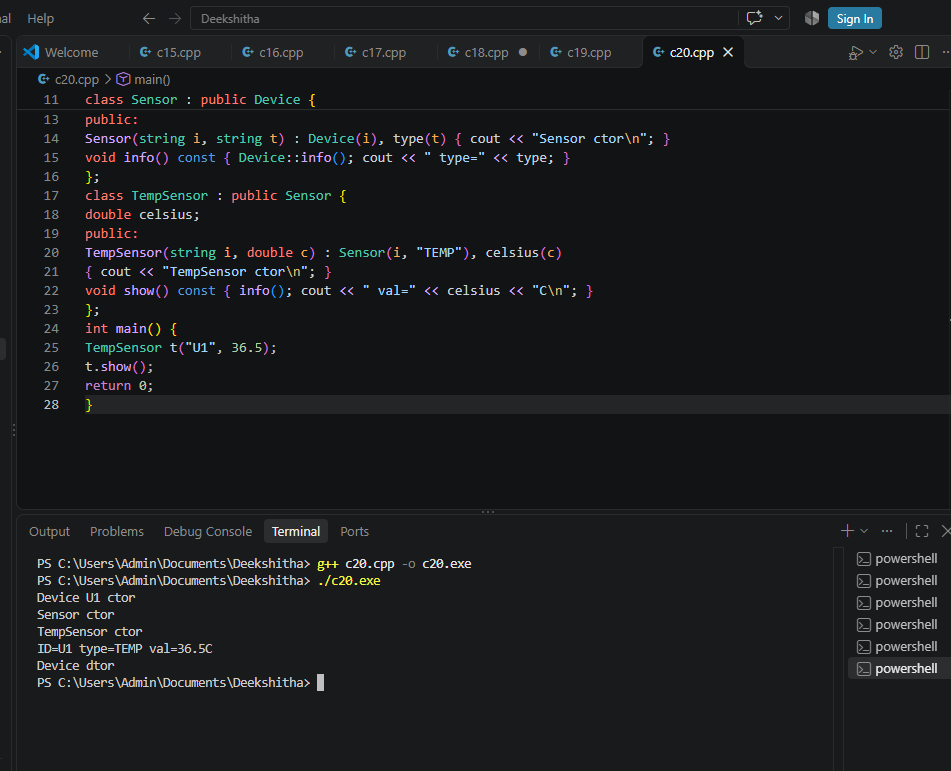 al Help Deekshitha Sign In
Welcome c15.cpp c16.cpp c17.cpp c18.cpp c19.cpp c20.cpp
c20.cpp > main()
11 class Sensor : public Device {
13 public:
14 Sensor(string i, string t) : Device(i), type(t) { cout << "Sensor ctor\n"; }
15 void info() const { Device::info(); cout << " type=" << type; }
16 };
17 class TempSensor : public Sensor {
18 double celsius;
19 public:
20 TempSensor(string i, double c) : Sensor(i, "TEMP"), celsius(c)
21 { cout << "TempSensor ctor\n"; }
22 void show() const { info(); cout << " val=" << celsius << "C\n"; }
23 };
24 int main() {
25 TempSensor t("U1", 36.5);
26 t.show();
27 return 0;
28 }
Output Problems Debug Console Terminal Ports
PS C:\Users\Admin\Documents\Deekshitha> g++ c20.cpp -o c20.exe
PS C:\Users\Admin\Documents\Deekshitha> ./c20.exe
Device U1 ctor
Sensor ctor
TempSensor ctor
ID=U1 type=TEMP val=36.5C
Device dtor
PS C:\Users\Admin\Documents\Deekshitha>
powershell
powershell
powershell
powershell
powershell
powershell